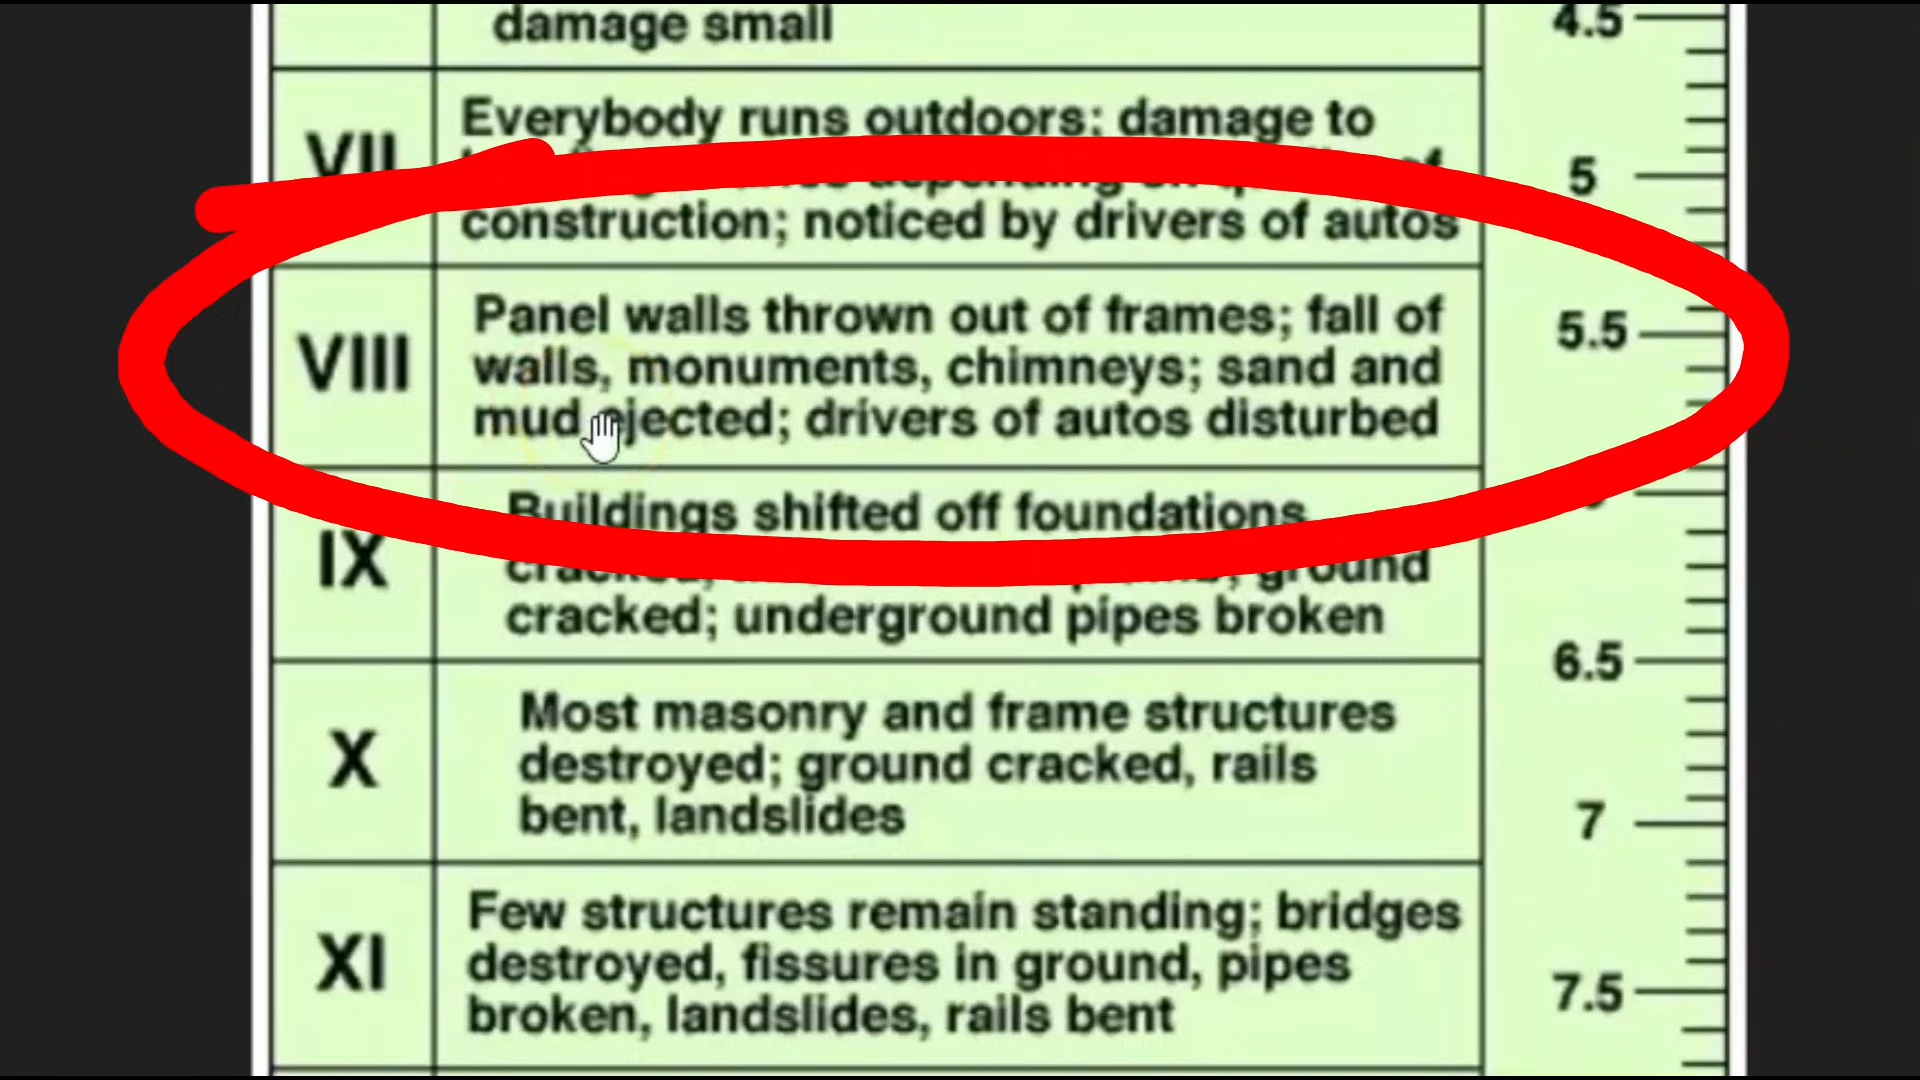 damage small
4.5
VII
Everybody runs outdoors; damage to
depending on
construction; noticed by drivers of autos
5
VIII
Panel walls thrown out of frames; fall of
walls, monuments, chimneys; sand and
mud ejected; drivers of autos disturbed
5.5
IX
Buildings shifted off foundations
cracked; ground
cracked; underground pipes broken
6.5
X
Most masonry and frame structures
destroyed; ground cracked, rails
bent, landslides
7
XI
Few structures remain standing; bridges
destroyed, fissures in ground, pipes
broken, landslides, rails bent
7.5